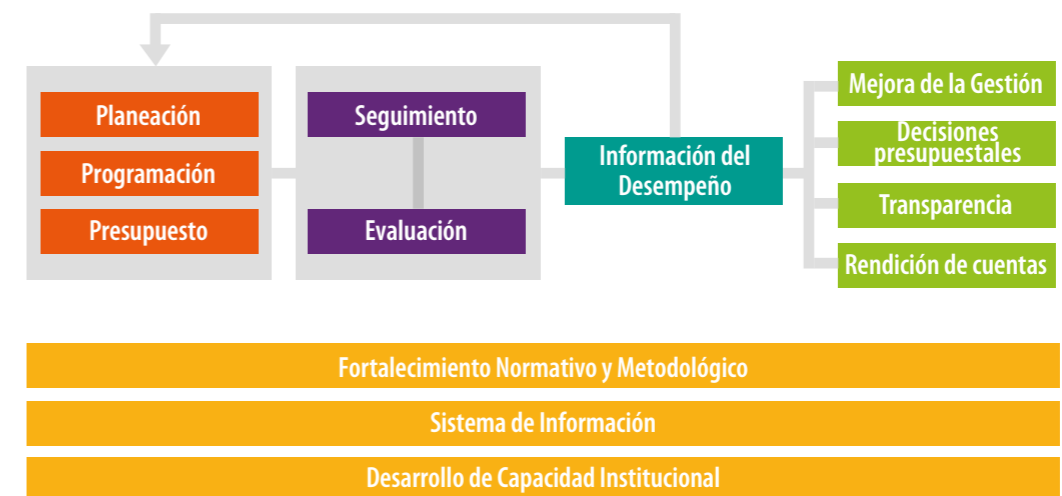 Planeación
Programación
Presupuesto
Seguimiento
Evaluación
Información del
Desempeño
Mejora de la Gestión
Decisiones
presupuestales
Transparencia
Rendición de cuentas
Fortalecimiento Normativo y Metodológico
Sistema de Información
Desarrollo de Capacidad Institucional